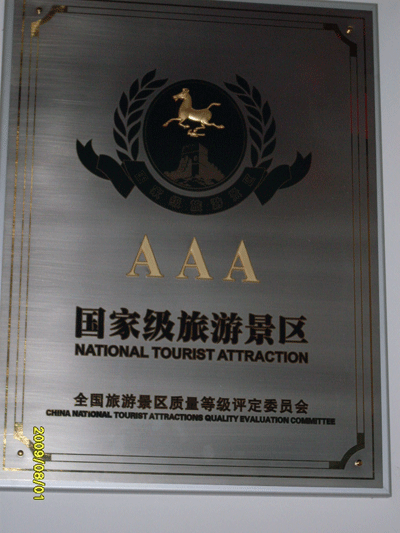 AAA
国家级旅游景区
NATIONAL TOURIST ATTRACTION
全国旅游景区质量等级评定委员会
CHINA NATIONAL TOURIST ATTRACTIONS QUALITY EVALUATION COMMITTEE
2009/08/01